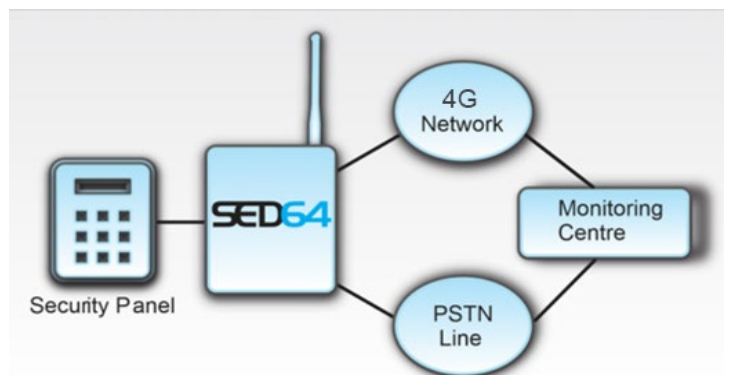 4G
Network
SED64
Monitoring
Centre
Security Panel
PSTN
Line